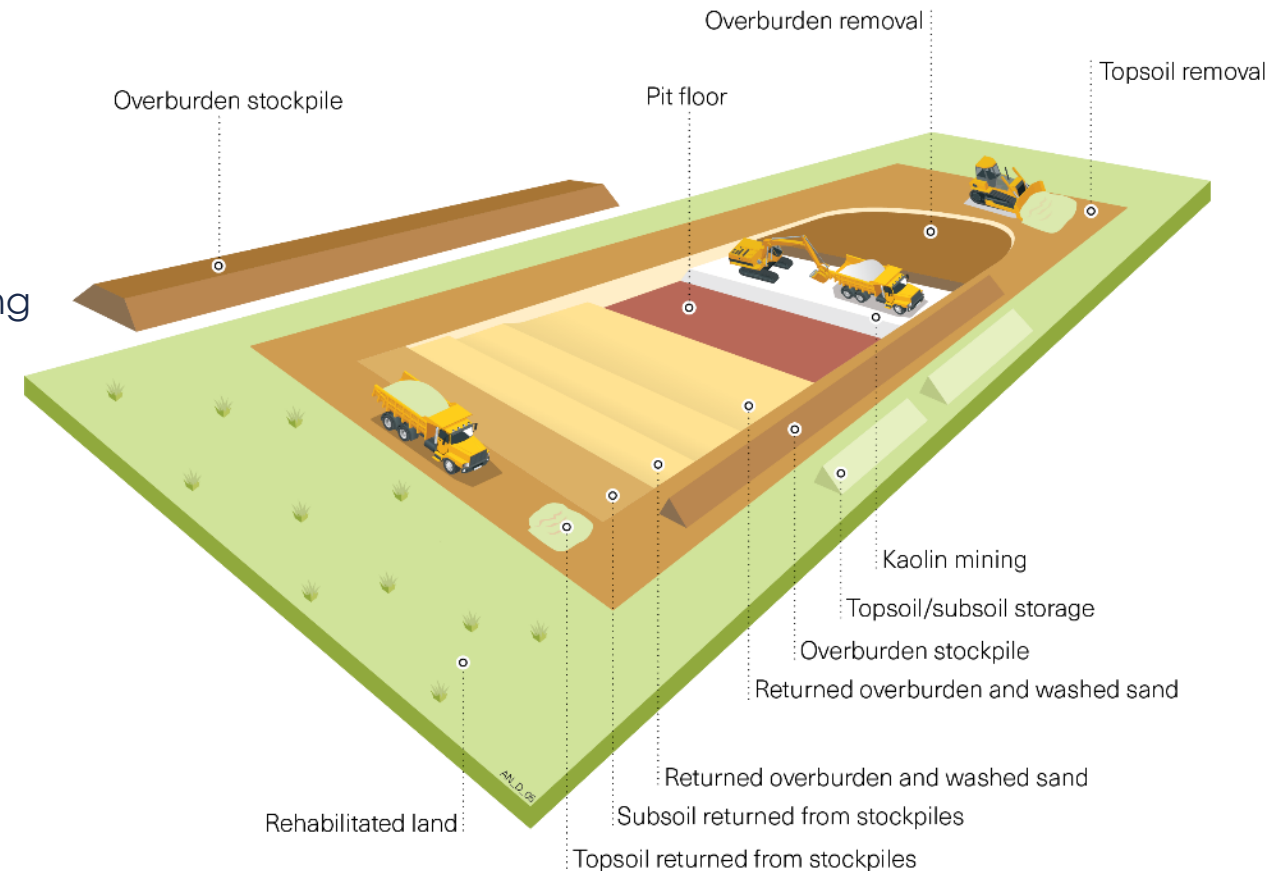 Overburden removal
Topsoil removal
Overburden stockpile
Pit floor
ng
Kaolin mining
Topsoil/subsoil storage
Overburden stockpile
Returned overburden and washed sand
Returned overburden and washed sand
AN_D_05
Rehabilitated land
Subsoil returned from stockpiles
Topsoil returned from stockpiles